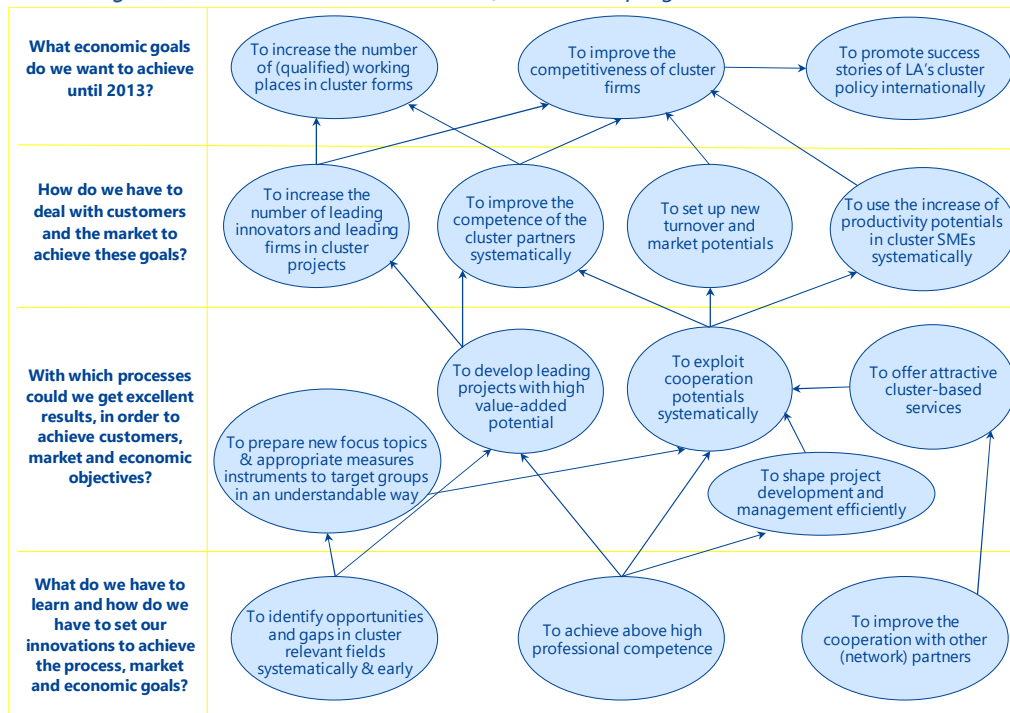 What economic goals
do we want to achieve
until 2013?
To increase the number
of (qualified) working
places in cluster forms
To improve the
competitiveness of cluster
firms
To promote success
stories of LA's cluster
policy internationally
How do we have to
deal with customers
and the market to
achieve these goals?
To increase the
number of leading
innovators and leading
firms in cluster
projects
To improve the
competence of the
cluster partners
systematically
To set up new
turnover and
market potentials
To use the increase of
productivity potentials
in cluster SMEs
systematically
With which processes
could we get excellent
results, in order to
achieve customers,
market and economic
objectives?
To prepare new focus topics
& appropriate measures
instruments to target groups
in an understandable way
To develop leading
projects with high
value-added
potential
To exploit
cooperation
potentials
systematically
To offer attractive
cluster-based
services
To shape project
development and
management efficiently
What do we have to
learn and how do we
have to set our
innovations to achieve
the process, market
and economic goals?
To identify opportunities
and gaps in cluster
relevant fields
systematically & early
To achieve above high
professional competence
To improve the
cooperation with other
(network) partners